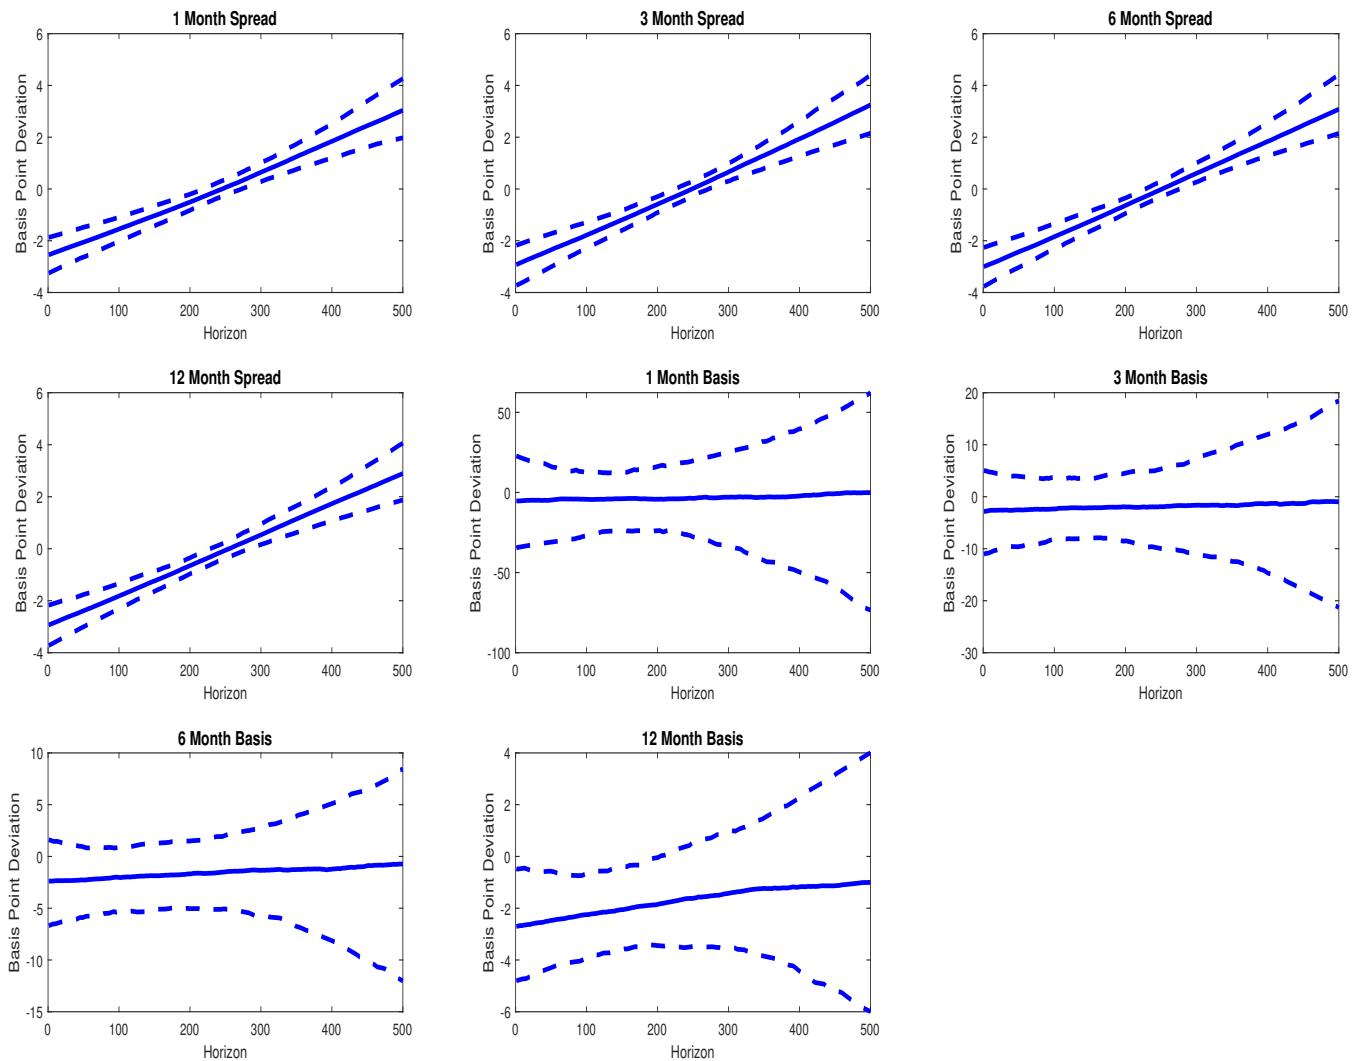 1 Month Spread
6
4
2
0
-2
-4
Basis Point Deviation
0 100 200 300 400 500
Horizon
3 Month Spread
6
4
2
0
-2
-4
Basis Point Deviation
0 100 200 300 400 500
Horizon
6 Month Spread
6
4
2
0
-2
-4
Basis Point Deviation
0 100 200 300 400 500
Horizon
12 Month Spread
6
4
2
0
-2
-4
Basis Point Deviation
0 100 200 300 400 500
Horizon
1 Month Basis
50
0
-50
-100
Basis Point Deviation
0 100 200 300 400 500
Horizon
3 Month Basis
20
10
0
-10
-20
-30
Basis Point Deviation
0 100 200 300 400 500
Horizon
6 Month Basis
10
5
0
-5
-10
-15
Basis Point Deviation
0 100 200 300 400 500
Horizon
12 Month Basis
4
2
0
-2
-4
-6
Basis Point Deviation
0 100 200 300 400 500
Horizon